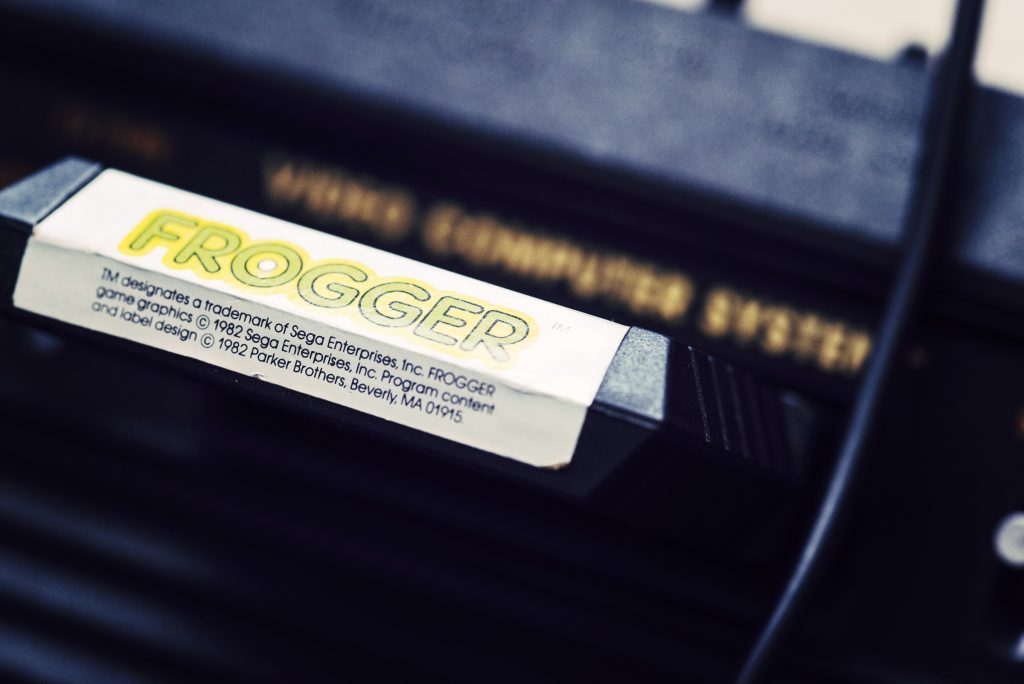 VIDEO COMPUTER SYSTEM
FROGGER ™
TM designates a trademark of Sega Enterprises, Inc. FROGGER
game graphics © 1982 Sega Enterprises, Inc. Program content
and label design © 1982 Parker Brothers, Beverly, MA 01915.